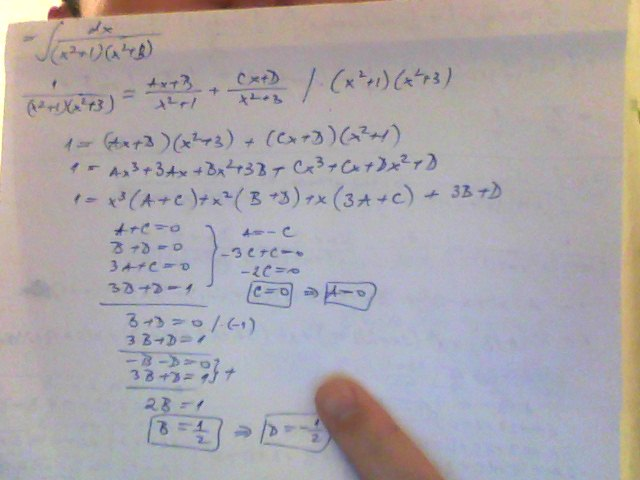 = ∫ dx / (x²+1)(x²+3)
1 / (x²+1)(x²+3) = Ax+B / x²+1 + Cx+D / x²+3 / · (x²+1)(x²+3)
1 = (Ax+B)(x²+3) + (Cx+D)(x²+1)
1 = Ax³+3Ax+Bx²+3B+Cx³+Cx+Dx²+D
1 = x³(A+C)+x²(B+D)+x(3A+C) + 3B+D
A+C=0
B+D=0
3A+C=0
3B+D=1
A=-C
-3C+C=0
-2C=0
C=0 ⇒ A=0
B+D=0 /·(-1)
3B+D=1
-B-D=0
3B+D=1 } +
2B=1
B=1/2 ⇒ D=-1/2